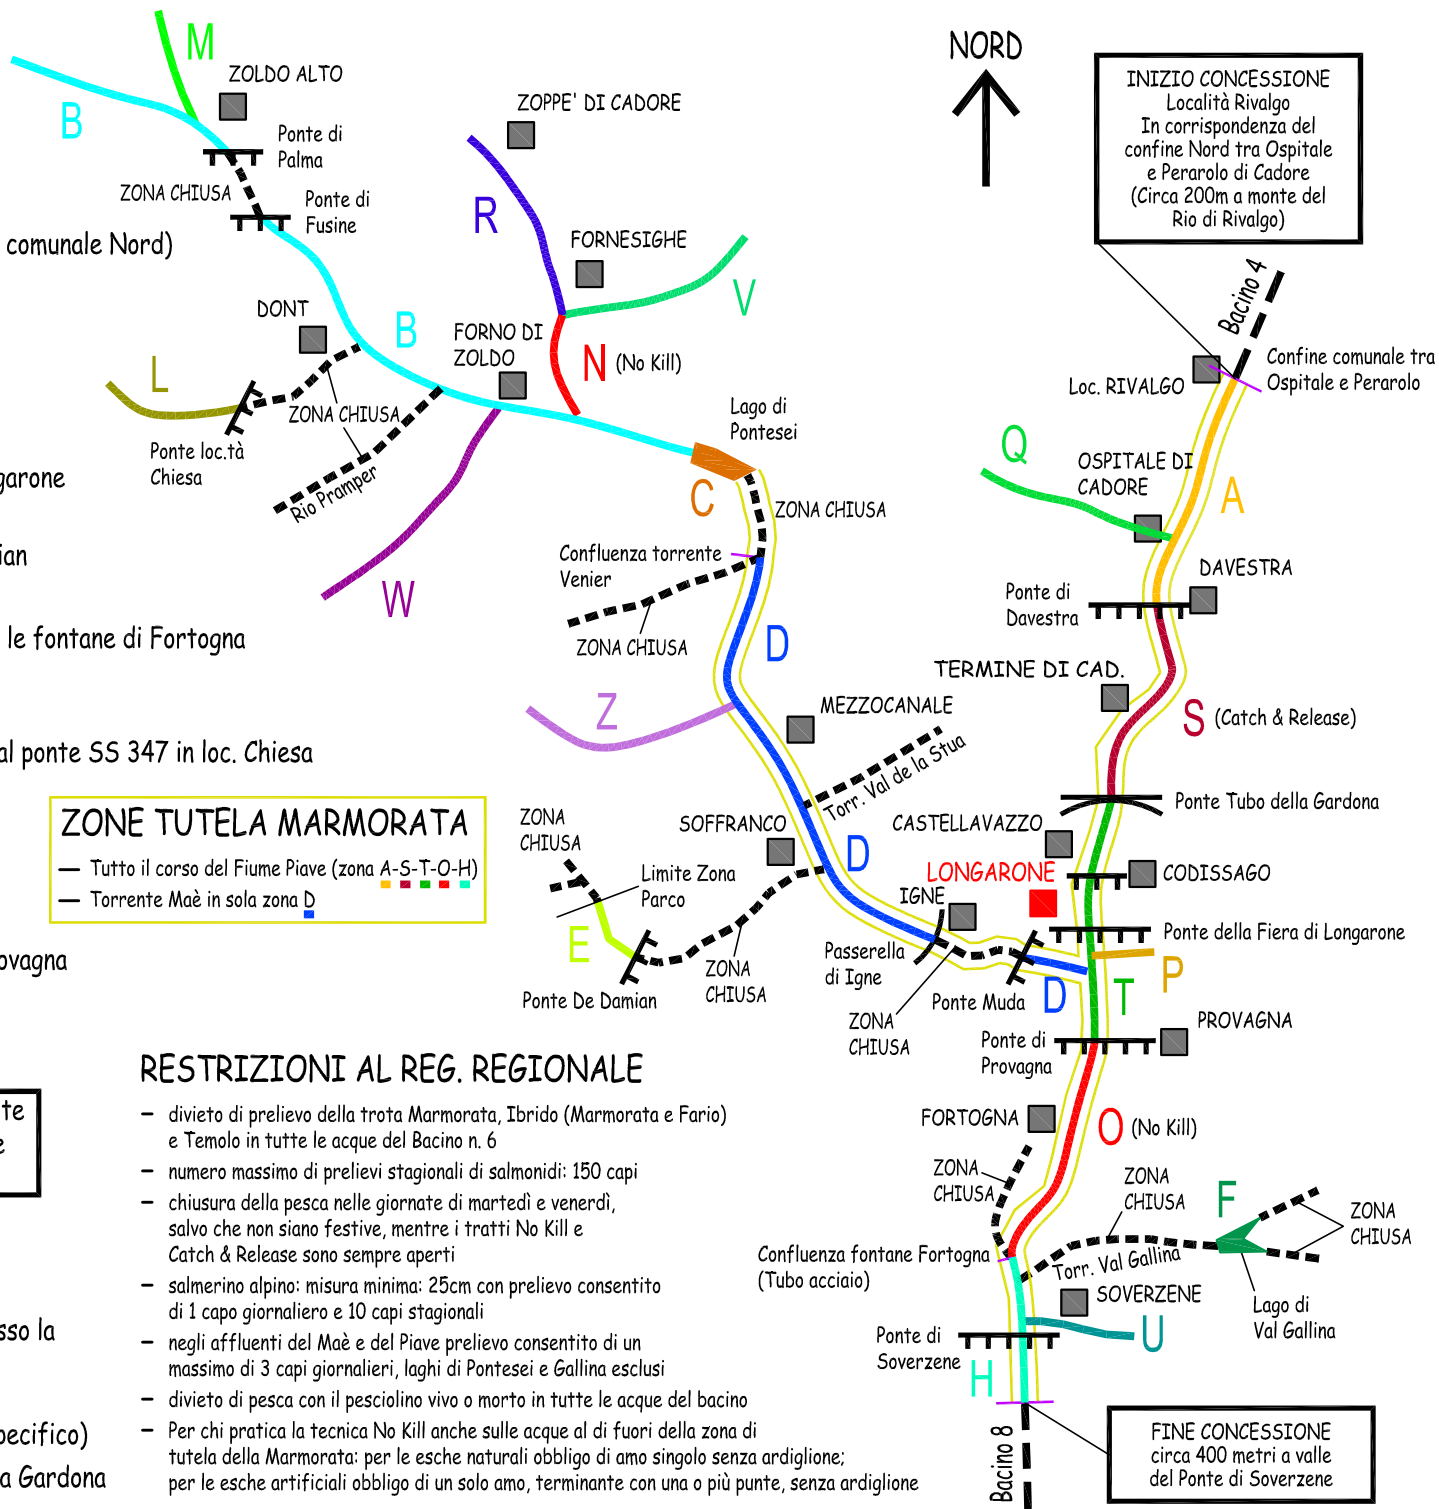 M
ZOLDO ALTO
B
Ponte di
Palma
ZONA CHIUSA
Ponte di
Fusine
comunale Nord)
ZOPPE' DI CADORE
R
FORNESIGHE
V
NORD
INIZIO CONCESSIONE
Località Rivalgo
In corrispondenza del
confine Nord tra Ospitale
e Perarolo di Cadore
(Circa 200m a monte del
Rio di Rivalgo)
Bacino 4
DONT
B
FORNO DI
ZOLDO
N (No Kill)
L
ZONA CHIUSA
Ponte loc.tà
Chiesa
Rio Pramper
W
Lago di
Pontesei
C
ZONA CHIUSA
Confluenza torrente
Venier
ZONA CHIUSA
Loc. RIVALGO
Confine comunale tra
Ospitale e Perarolo
Q
OSPITALE DI
CADORE
A
DAVESTRA
Ponte di
Davestra
garone
ian
le fontane di Fortogna
al ponte SS 347 in loc. Chiesa
D
Z
MEZZOCANALE
Torr. Val de la Stua
TERMINE DI CAD.
S (Catch & Release)
Ponte Tubo della Gardona
ZONE TUTELA MARMORATA
— Tutto il corso del Fiume Piave (zona A-S-T-O-H)
— Torrente Maè in sola zona D
ZONA
CHIUSA
SOFFRANCO
D
CASTELLAVAZZO
LONGARONE
CODISSAGO
Limite Zona
Parco
IGNE
E
Ponte De Damian
ZONA
CHIUSA
Passerella
di Igne
Ponte della Fiera di Longarone
P
Ponte Muda
D
T
ZONA
CHIUSA
PROVAGNA
Ponte di
Provagna
ovagna
te
e
RESTRIZIONI AL REG. REGIONALE
– divieto di prelievo della trota Marmorata, Ibrido (Marmorata e Fario)
e Temolo in tutte le acque del Bacino n. 6
– numero massimo di prelievi stagionali di salmonidi: 150 capi
– chiusura della pesca nelle giornate di martedì e venerdì,
salvo che non siano festive, mentre i tratti No Kill e
Catch & Release sono sempre aperti
– salmerino alpino: misura minima: 25cm con prelievo consentito
di 1 capo giornaliero e 10 capi stagionali
– negli affluenti del Maè e del Piave prelievo consentito di un
massimo di 3 capi giornalieri, laghi di Pontesei e Gallina esclusi
– divieto di pesca con il pesciolino vivo o morto in tutte le acque del bacino
– Per chi pratica la tecnica No Kill anche sulle acque al di fuori della zona di
tutela della Marmorata: per le esche naturali obbligo di amo singolo senza ardiglione;
per le esche artificiali obbligo di un solo amo, terminante con una o più punte, senza ardiglione
sso la
pecifico)
a Gardona
FORTOGNA
O (No Kill)
ZONA
CHIUSA
ZONA
CHIUSA
F
ZONA
CHIUSA
Confluenza fontane Fortogna
(Tubo acciaio)
Torr. Val Gallina
SOVERZENE
Lago di
Val Gallina
U
Ponte di
Soverzene
H
Bacino 8
FINE CONCESSIONE
circa 400 metri a valle
del Ponte di Soverzene